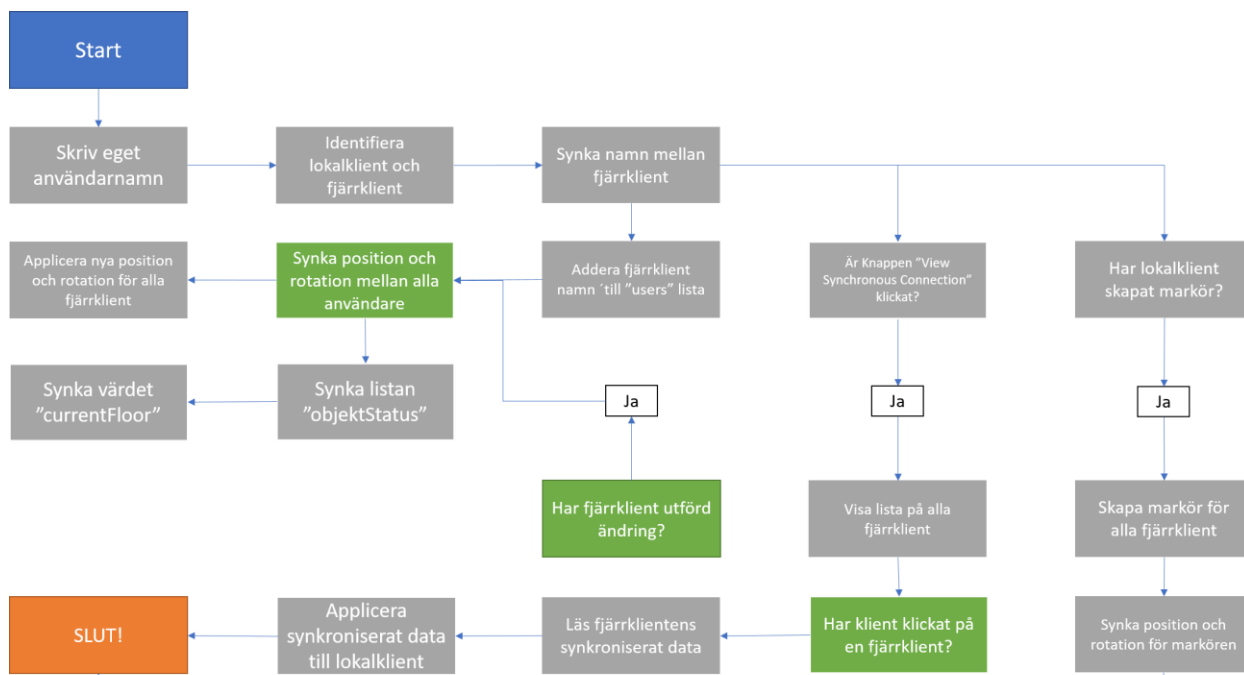 Start
Skriv eget
användarnamn
Identifiera
lokalklient och
fjärrklient
Synka namn mellan
fjärrklient
Applicera nya position
och rotation för alla
fjärrklient
Synka position och
rotation mellan alla
användare
Addera fjärrklient
namn ´till ”users” lista
Är Knappen ”View
Synchronous Connection”
klickat?
Har lokalklient
skapat markör?
Synka värdet
”currentFloor”
Synka listan
”objektStatus”
Ja
Ja
Ja
Har fjärrklient utförd
ändring?
Visa lista på alla
fjärrklient
Skapa markör för
alla fjärrklient
SLUT!
Applicera
synkroniserat data
till lokalklient
Läs fjärrklientens
synkroniserat data
Har klient klickat på
en fjärrklient?
Synka position och
rotation för markören